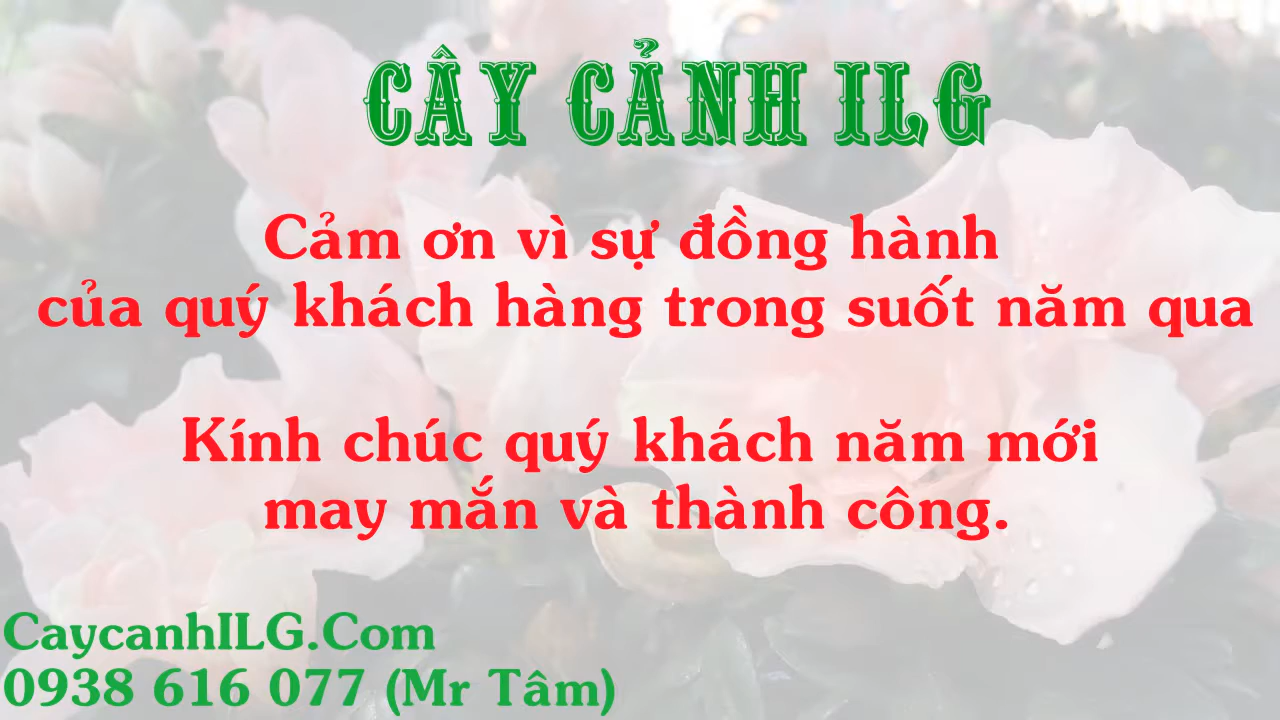 CÂY CẢNH ILG
Cảm ơn vì sự đồng hành
của quý khách hàng trong suốt năm qua
Kính chúc quý khách năm mới
may mắn và thành công.
CaycanhILG.Com
0938 616 077 (Mr Tâm)